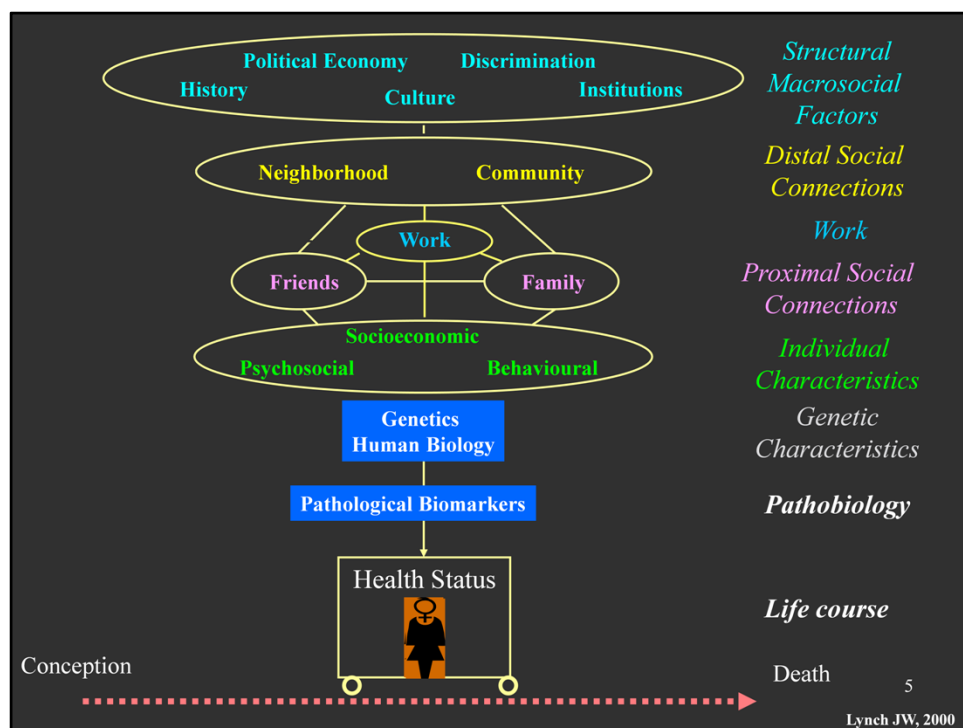 Political Economy
Discrimination
History
Culture
Institutions
Structural
Macrosocial
Factors
Neighborhood
Community
Distal Social
Connections
Work
Work
Friends
Family
Proximal Social
Connections
Socioeconomic
Psychosocial
Behavioural
Individual
Characteristics
Genetics
Human Biology
Genetic
Characteristics
Pathological Biomarkers
Pathobiology
Health Status
Life course
Conception
Death
5
Lynch JW, 2000